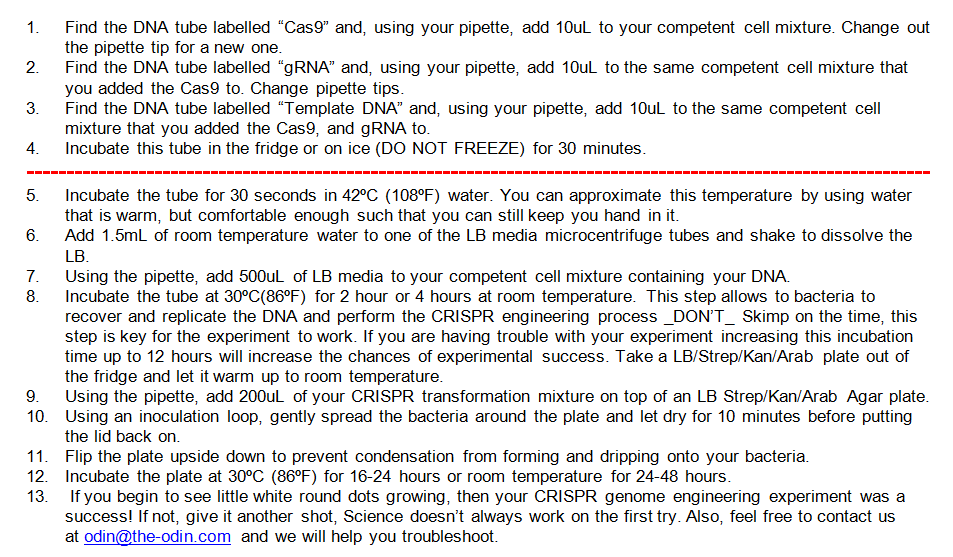 1. Find the DNA tube labelled “Cas9” and, using your pipette, add 10uL to your competent cell mixture. Change out
the pipette tip for a new one.
2. Find the DNA tube labelled “gRNA” and, using your pipette, add 10uL to the same competent cell mixture that
you added the Cas9 to. Change pipette tips.
3. Find the DNA tube labelled “Template DNA” and, using your pipette, add 10uL to the same competent cell
mixture that you added the Cas9, and gRNA to.
4. Incubate this tube in the fridge or on ice (DO NOT FREEZE) for 30 minutes.
5. Incubate the tube for 30 seconds in 42ºC (108ºF) water. You can approximate this temperature by using water
that is warm, but comfortable enough such that you can still keep you hand in it.
6. Add 1.5mL of room temperature water to one of the LB media microcentrifuge tubes and shake to dissolve the
LB.
7. Using the pipette, add 500uL of LB media to your competent cell mixture containing your DNA.
8. Incubate the tube at 30ºC(86ºF) for 2 hour or 4 hours at room temperature. This step allows to bacteria to
recover and replicate the DNA and perform the CRISPR engineering process _DON’T_ Skimp on the time, this
step is key for the experiment to work. If you are having trouble with your experiment increasing this incubation
time up to 12 hours will increase the chances of experimental success. Take a LB/Strep/Kan/Arab plate out of
the fridge and let it warm up to room temperature.
9. Using the pipette, add 200uL of your CRISPR transformation mixture on top of an LB Strep/Kan/Arab Agar plate.
10. Using an inoculation loop, gently spread the bacteria around the plate and let dry for 10 minutes before putting
the lid back on.
11. Flip the plate upside down to prevent condensation from forming and dripping onto your bacteria.
12. Incubate the plate at 30ºC (86ºF) for 16-24 hours or room temperature for 24-48 hours.
13. If you begin to see little white round dots growing, then your CRISPR genome engineering experiment was a
success! If not, give it another shot, Science doesn’t always work on the first try. Also, feel free to contact us
at odin@the-odin.com and we will help you troubleshoot.